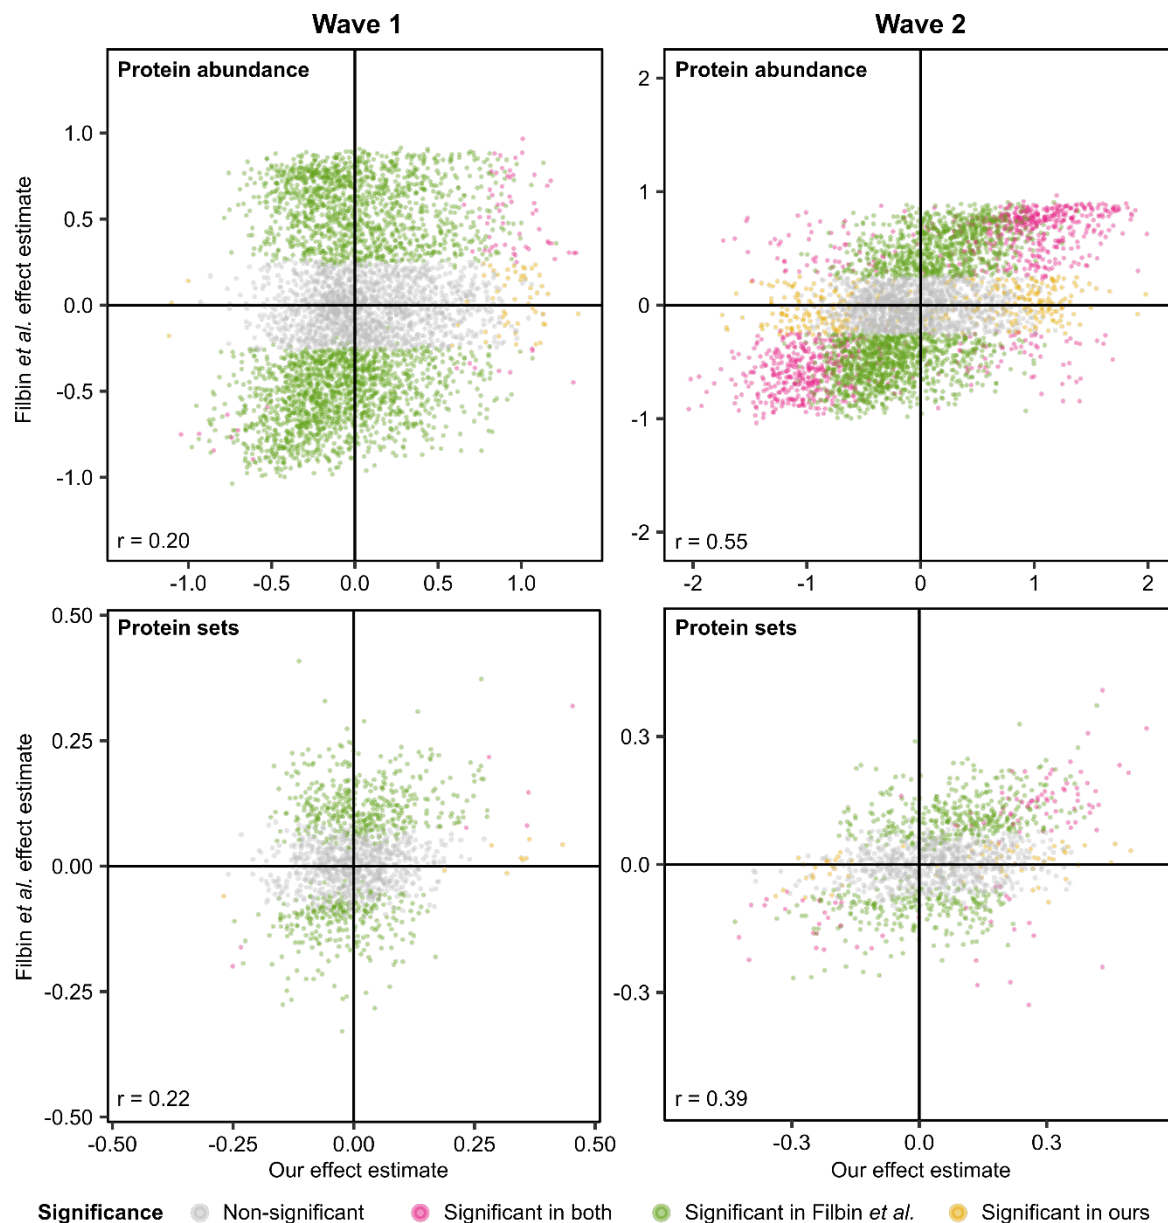 Wave 1
Wave 2
Protein abundance
Filbin et al. effect estimate
1.0
0.5
0.0
-0.5
-1.0
r = 0.20
-1.0 -0.5 0.0 0.5 1.0
Protein abundance
2
1
0
-1
-2
r = 0.55
-2 -1 0 1 2
Protein sets
Filbin et al. effect estimate
0.50
0.25
0.00
-0.25
-0.50
r = 0.22
-0.50 -0.25 0.00 0.25 0.50
Our effect estimate
Protein sets
0.3
0.0
-0.3
r = 0.39
-0.3 0.0 0.3
Our effect estimate
Significance Non-significant Significant in both Significant in Filbin et al. Significant in ours